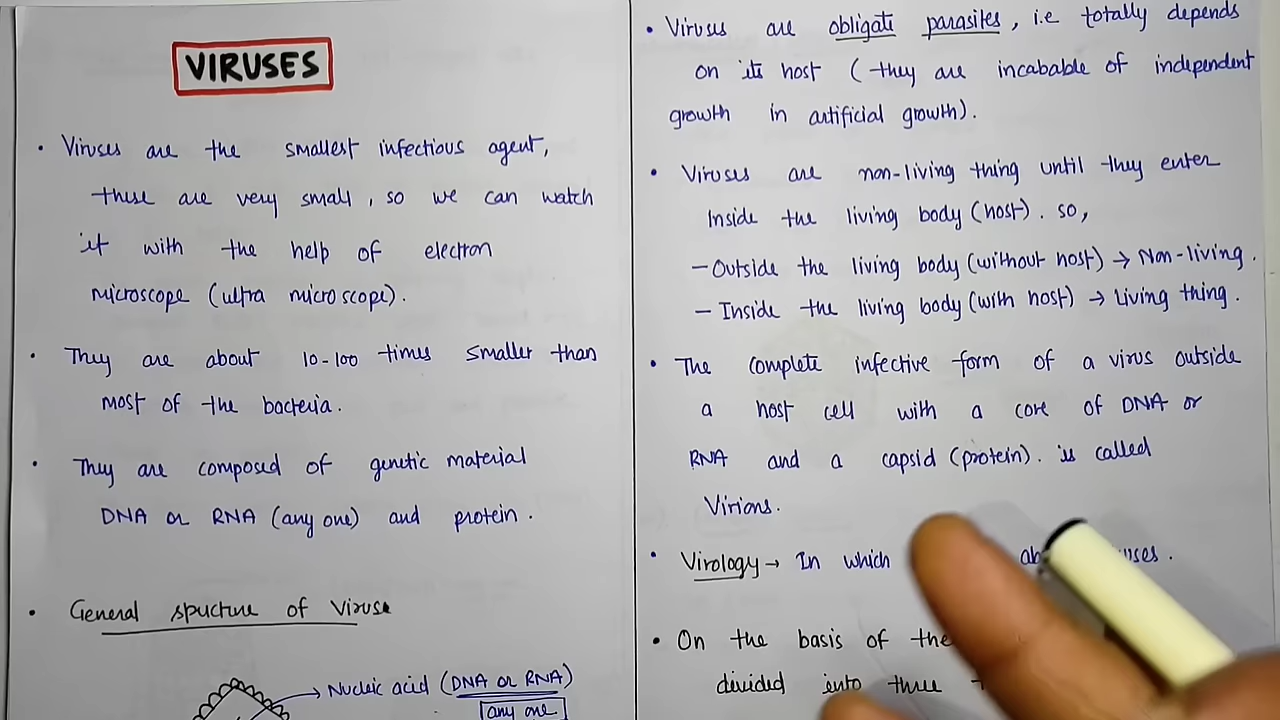 VIRUSES
• Viruses are the smallest infectious agent,
these are very small, so we can watch
it with the help of electron
microscope (ultra microscope).
• They are about 10-100 times smaller than
most of the bacteria.
• They are composed of genetic material
DNA or RNA (any one) and protein.
• General structure of Viruse
→ Nucleic acid (DNA or RNA)
any one
• Viruses are obligate parasites, i.e totally depends
on its host (they are incabable of independent
growth in artificial growth).
• Viruses are non-living thing until they enter
Inside the living body (host). so,
- Outside the living body (without host) → Non-living.
- Inside the living body (with host) → Living thing.
• The complete infective form of a virus outside
a host cell with a core of DNA or
RNA and a capsid (protein). is called
Virions.
• Virology → In which
• On the basis of the
divided into three